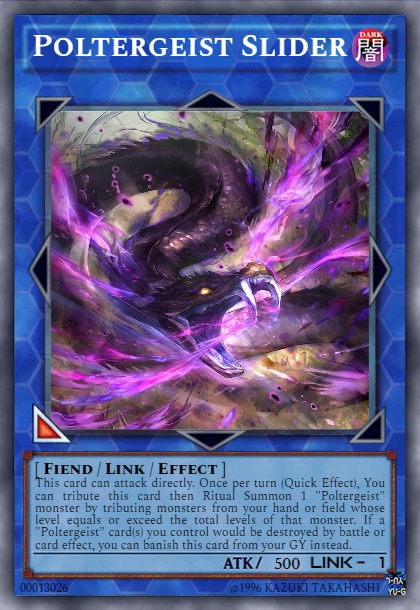 POLTERGEIST SLIDER
DARK
闇
[ FIEND / LINK / EFFECT ]
This card can attack directly. Once per turn (Quick Effect), You
can tribute this card then Ritual Summon 1 "Poltergeist"
monster by tributing monsters from your hand or field whose
level equals or exceed the total levels of that monster. If a
"Poltergeist" card(s) you control would be destroyed by battle or
card effect, you can banish this card from your GY instead.
ATK/ 500 LINK - 1
00013026 ©1996 KAZUKI TAKAHASHI